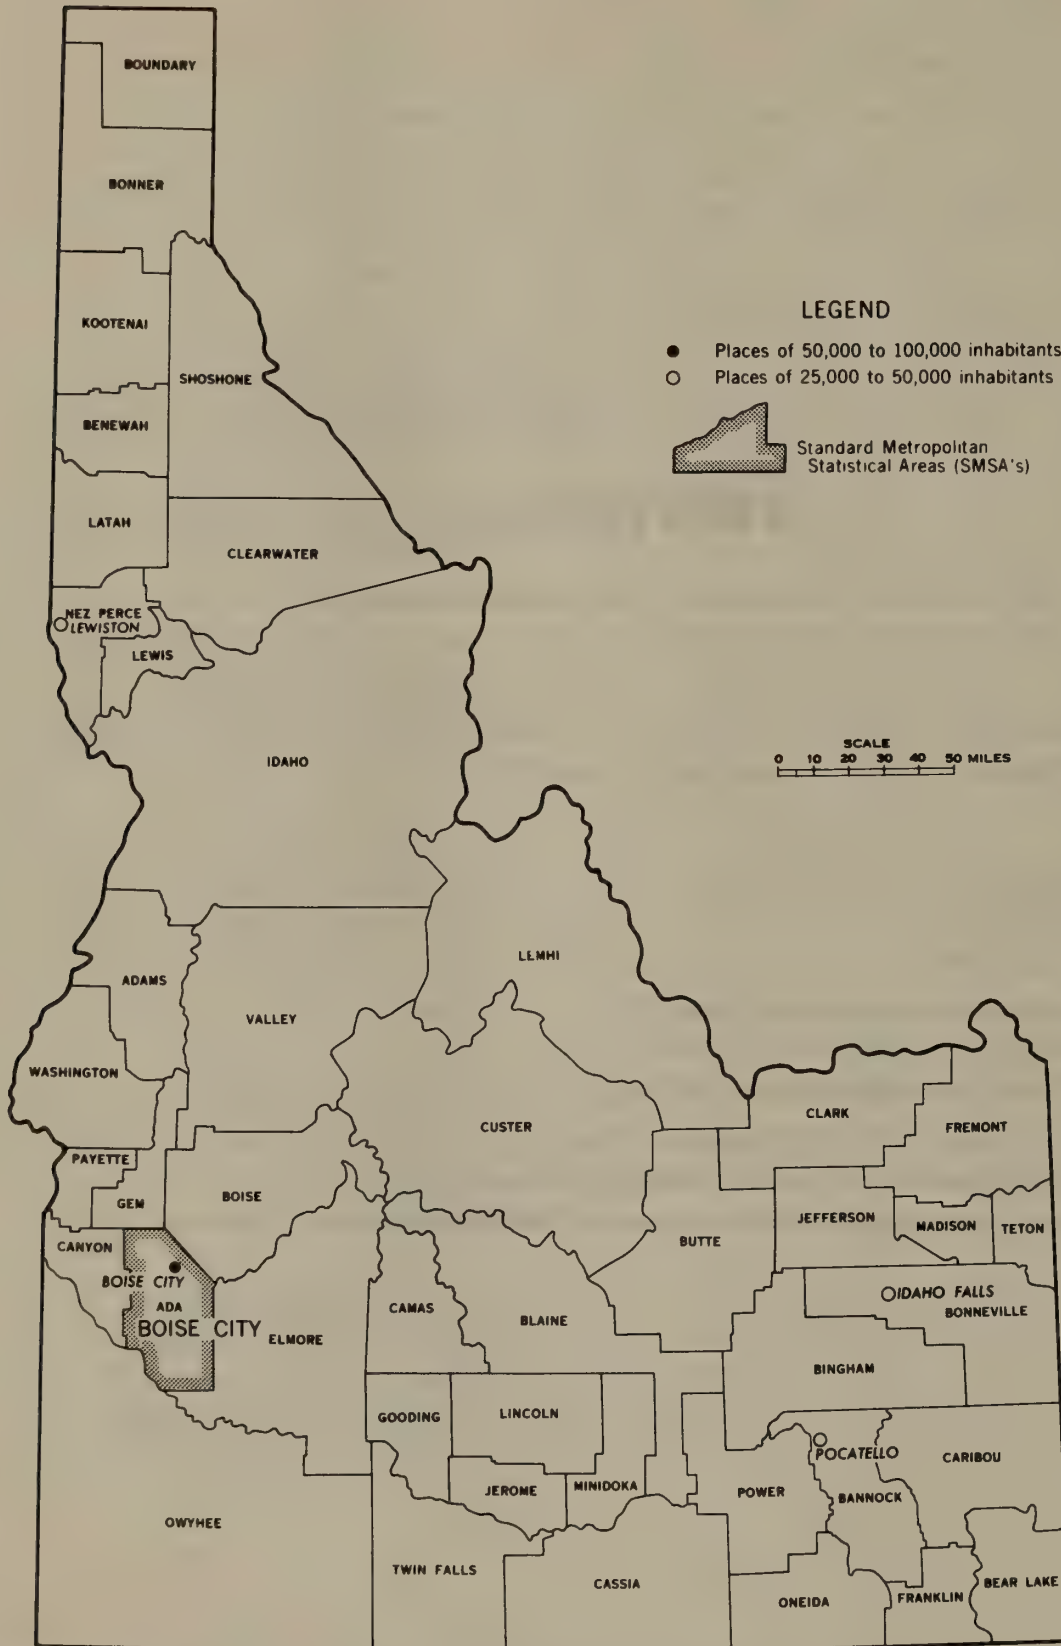 BOUNDARY
BONNER
KOOTENAI
SHOSHONE
BENEWAH
LATAH
CLEARWATER
NEZ PERCE
LEWISTON
LEWIS
IDAHO
LEGEND
Places of 50,000 to 100,000 inhabitants
Places of 25,000 to 50,000 inhabitants
Standard Metropolitan
Statistical Areas (SMSA's)
SCALE
0 10 20 30 40 50 MILES
LEMHI
ADAMS
VALLEY
WASHINGTON
CUSTER
CLARK
FREMONT
PAYETTE
GEM
BOISE
JEFFERSON
MADISON
TETON
CANYON
BUTTE
BOISE CITY
ADA
BOISE CITY
ELMORE
CAMAS
BLAINE
IDAHO FALLS
BONNEVILLE
BINGHAM
GOODING
LINCOLN
POCATELLO
CARIBOU
JEROME
MINIDOKA
POWER
BANNOCK
OWYHEE
TWIN FALLS
CASSIA
ONEIDA
FRANKLIN
BEAR LAKE